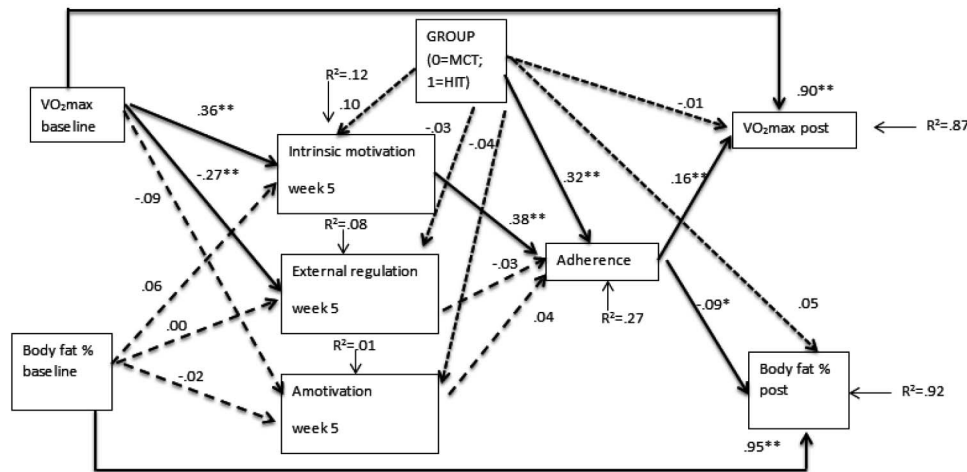 GROUP
(0=MCT;
1=HIT)
R²=.12
.10
-.01
.90**
VO₂max
baseline
.36**
-.03
-.04
VO₂max post
R²=.87
Intrinsic motivation
week 5
-.27**
.32**
.16**
-.09
R²=.08
.38**
External regulation
week 5
-.03
Adherence
.06
.04
-.09*
.05
.00
R²=.27
Body fat %
baseline
R²=.01
-.02
Amotivation
week 5
Body fat %
post
R²=.92
.95**